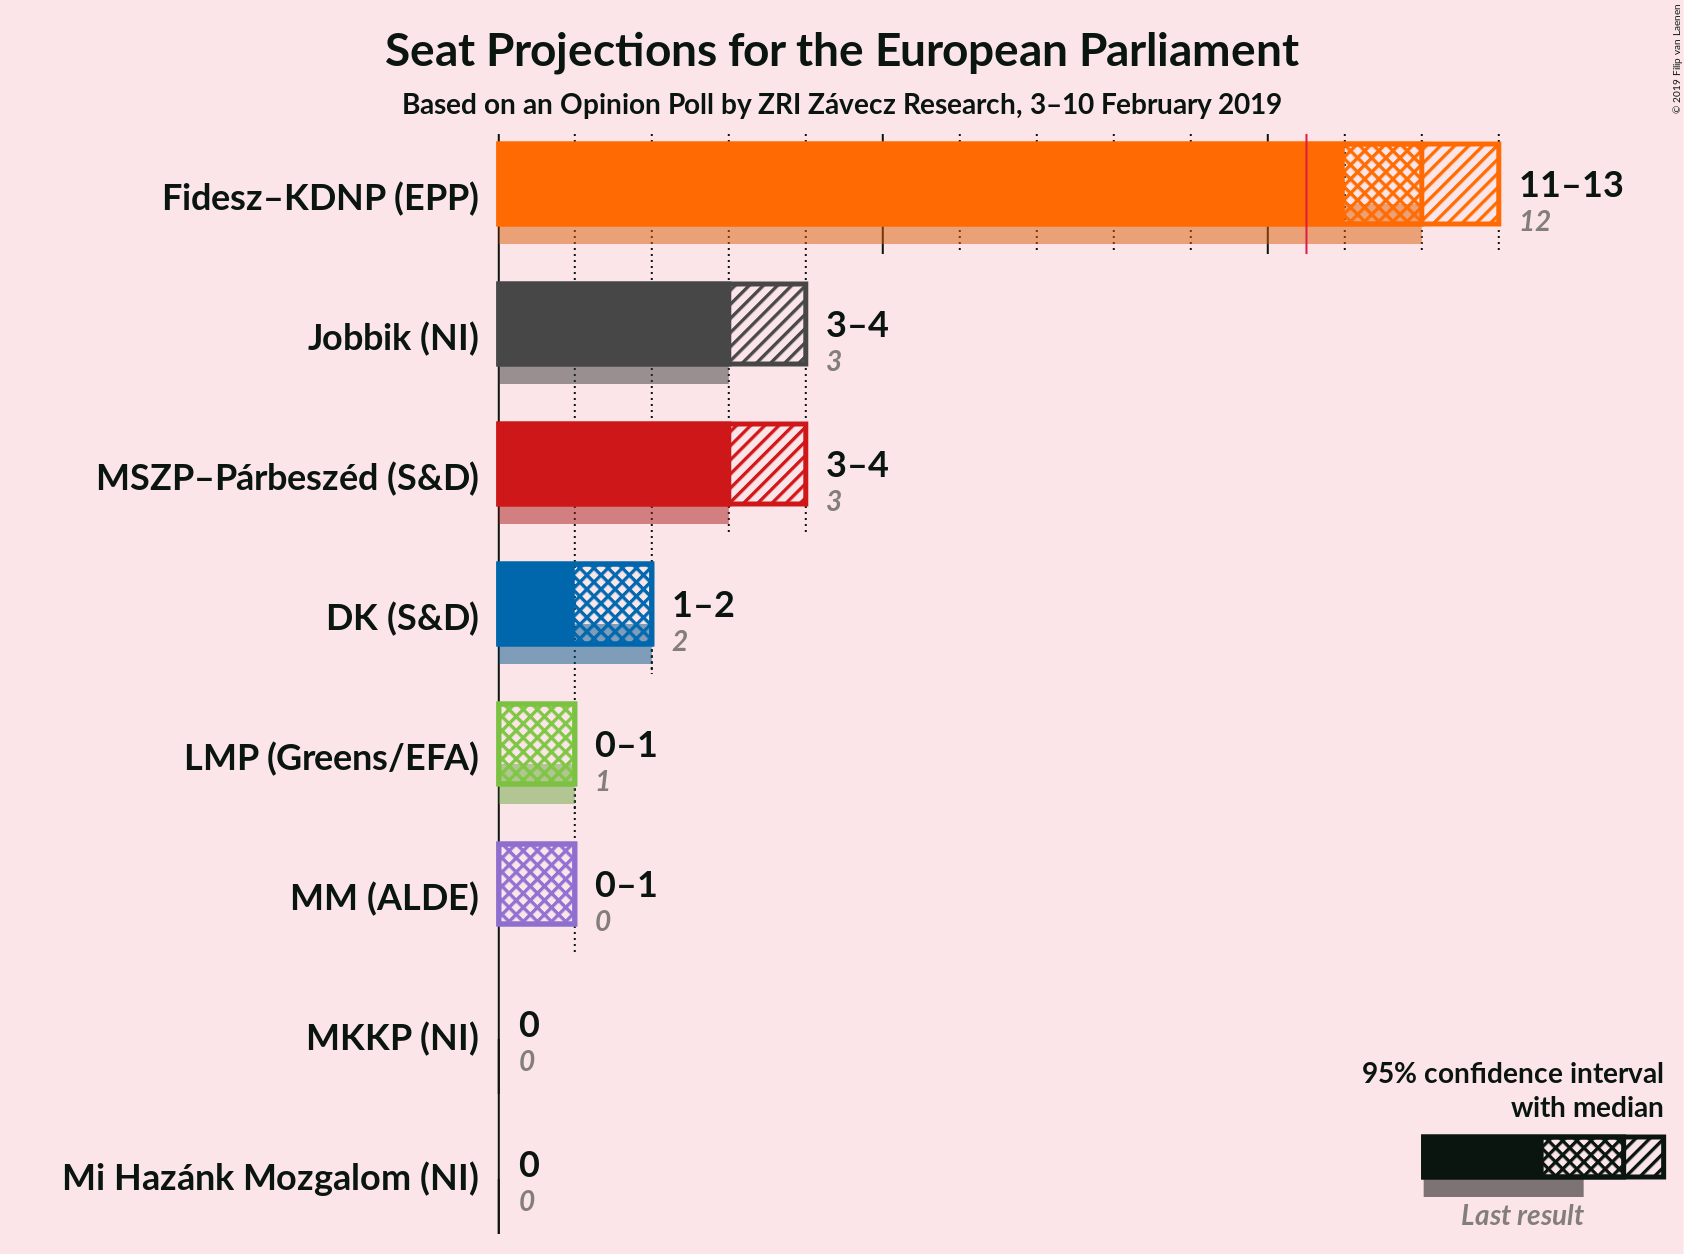 Seat Projections for the European Parliament
Based on an Opinion Poll by ZRI Závecz Research, 3–10 February 2019
© 2019 Filip van Laenen
Fidesz–KDNP (EPP)
11–13
12
Jobbik (NI)
3–4
3
MSZP–Párbeszéd (S&D)
3–4
3
DK (S&D)
1–2
2
LMP (Greens/EFA)
0–1
1
MM (ALDE)
0–1
0
MKKP (NI)
0
0
Mi Hazánk Mozgalom (NI)
0
0
95% confidence interval
with median
Last result